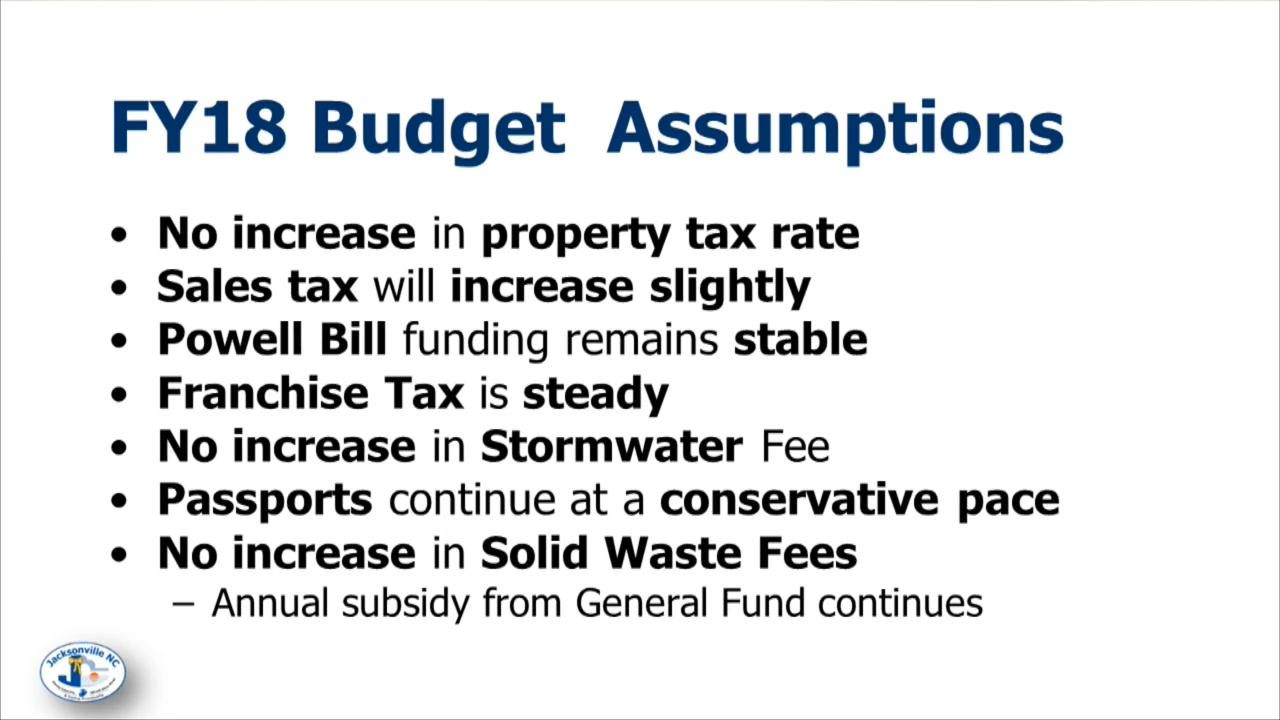 FY18 Budget Assumptions
• No increase in property tax rate
• Sales tax will increase slightly
• Powell Bill funding remains stable
• Franchise Tax is steady
• No increase in Stormwater Fee
• Passports continue at a conservative pace
• No increase in Solid Waste Fees
– Annual subsidy from General Fund continues
Jacksonville NC